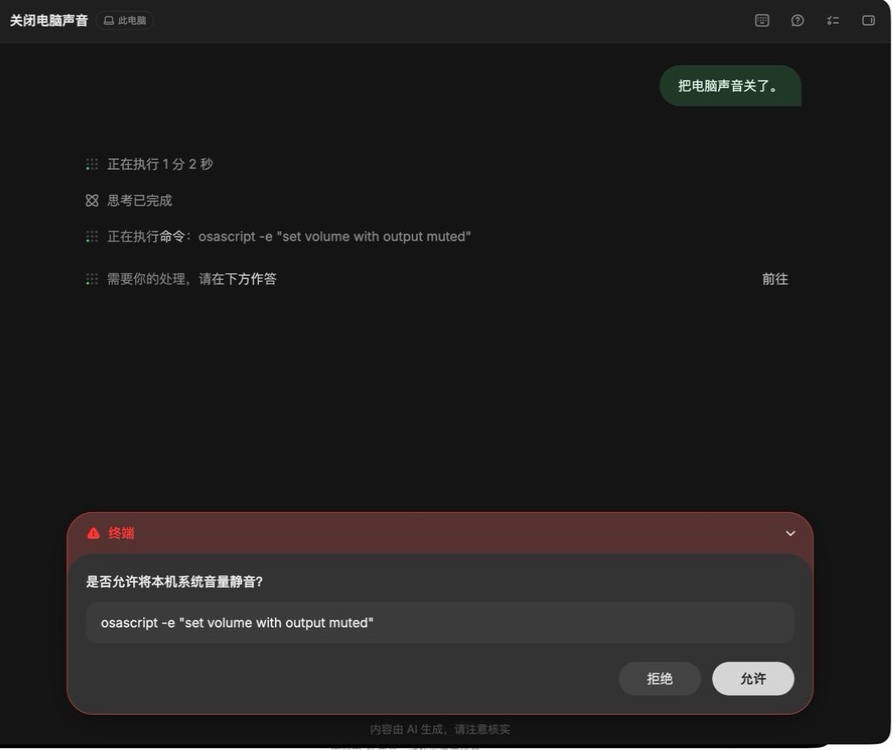 关闭电脑声音 此电脑
把电脑声音关了。
正在执行 1 分 2 秒
思考已完成
正在执行命令： osascript -e "set volume with output muted"
需要你的处理，请在下方作答 前往
终端
是否允许将本机系统音量静音?
osascript -e "set volume with output muted"
拒绝 允许
内容由 AI 生成，请注意核实